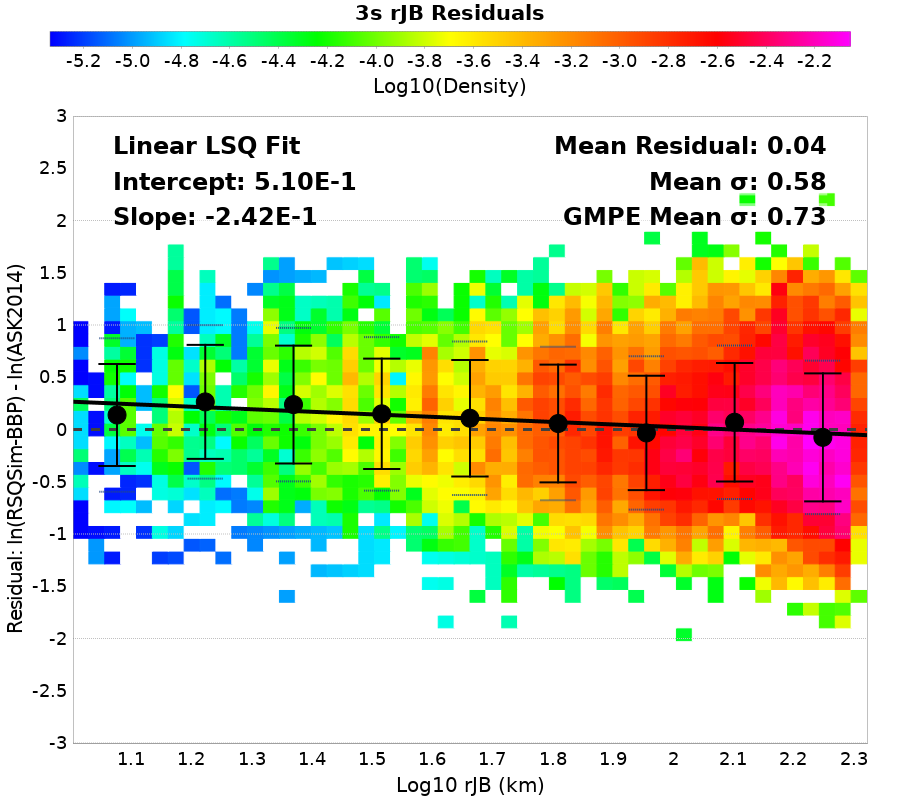 3s rJB Residuals
-5.2 -5.0 -4.8 -4.6 -4.4 -4.2 -4.0 -3.8 -3.6 -3.4 -3.2 -3.0 -2.8 -2.6 -2.4 -2.2
Log10(Density)
Linear LSQ Fit
Intercept: 5.10E-1
Slope: -2.42E-1
Mean Residual: 0.04
Mean σ: 0.58
GMPE Mean σ: 0.73
Residual: ln(RSQSim-BBP) - ln(ASK2014)
3
2.5
2
1.5
1
0.5
0
-0.5
-1
-1.5
-2
-2.5
-3
1.1 1.2 1.3 1.4 1.5 1.6 1.7 1.8 1.9 2 2.1 2.2 2.3
Log10 rJB (km)